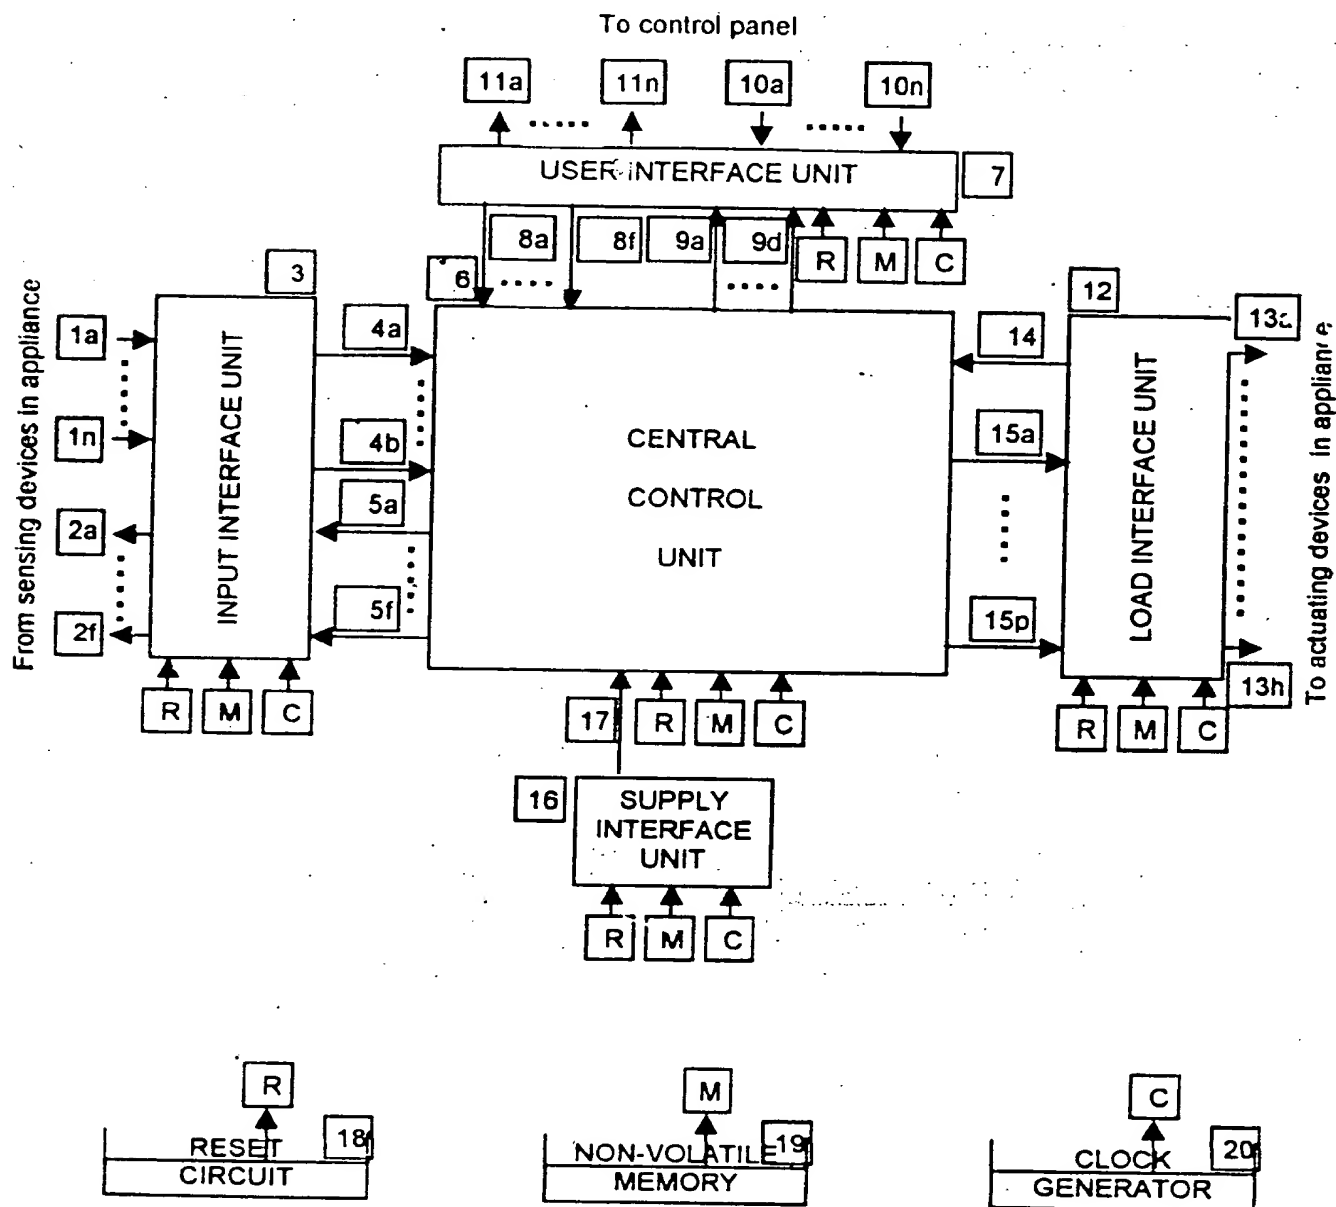 To control panel
11a
11n
10a
10n
USER INTERFACE UNIT
7
8a
8f
9a
9d
R
M
C
3
6
12
From sensing devices in appliance
1a
1n
2a
2f
INPUT INTERFACE UNIT
4a
4b
5a
5f
CENTRAL
CONTROL
UNIT
14
15a
15p
LOAD INTERFACE UNIT
13a
13h
To actuating devices in appliance
R
M
C
17
R
M
C
R
M
C
16
SUPPLY
INTERFACE
UNIT
R
M
C
R
18
RESET
CIRCUIT
M
19
NON-VOLATILE
MEMORY
C
20
CLOCK
GENERATOR